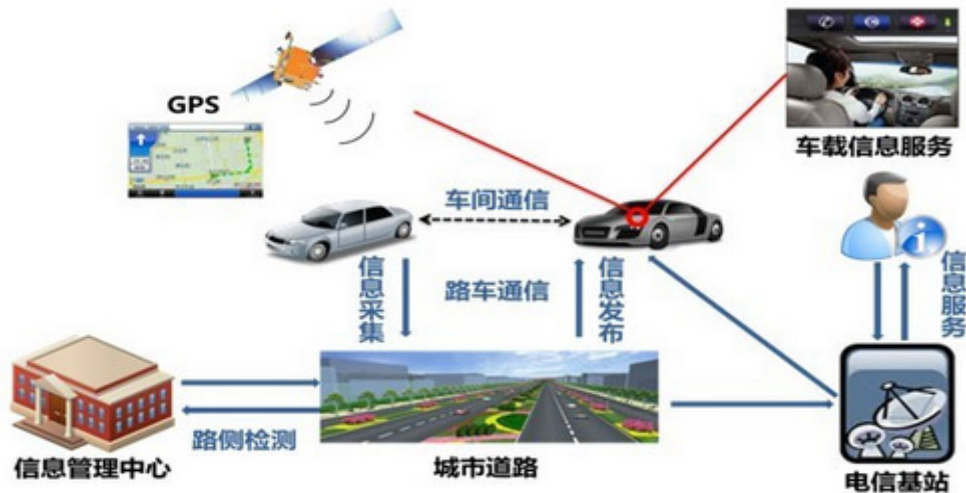 GPS
车载信息服务
车间通信
信息采集
路车通信
信息发布
信息服务
路侧检测
信息管理中心
城市道路
电信基站